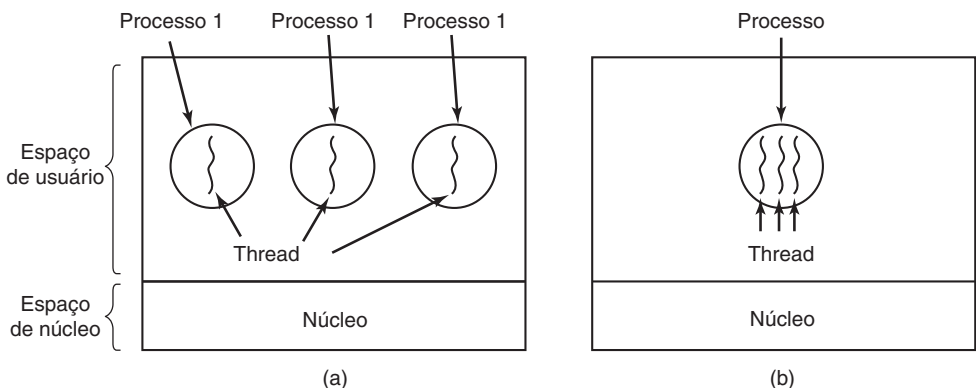 Processo 1
Processo 1
Processo 1
Processo
Espaço
de usuário
Thread
Thread
Espaço
de núcleo
Núcleo
Núcleo
(a)
(b)